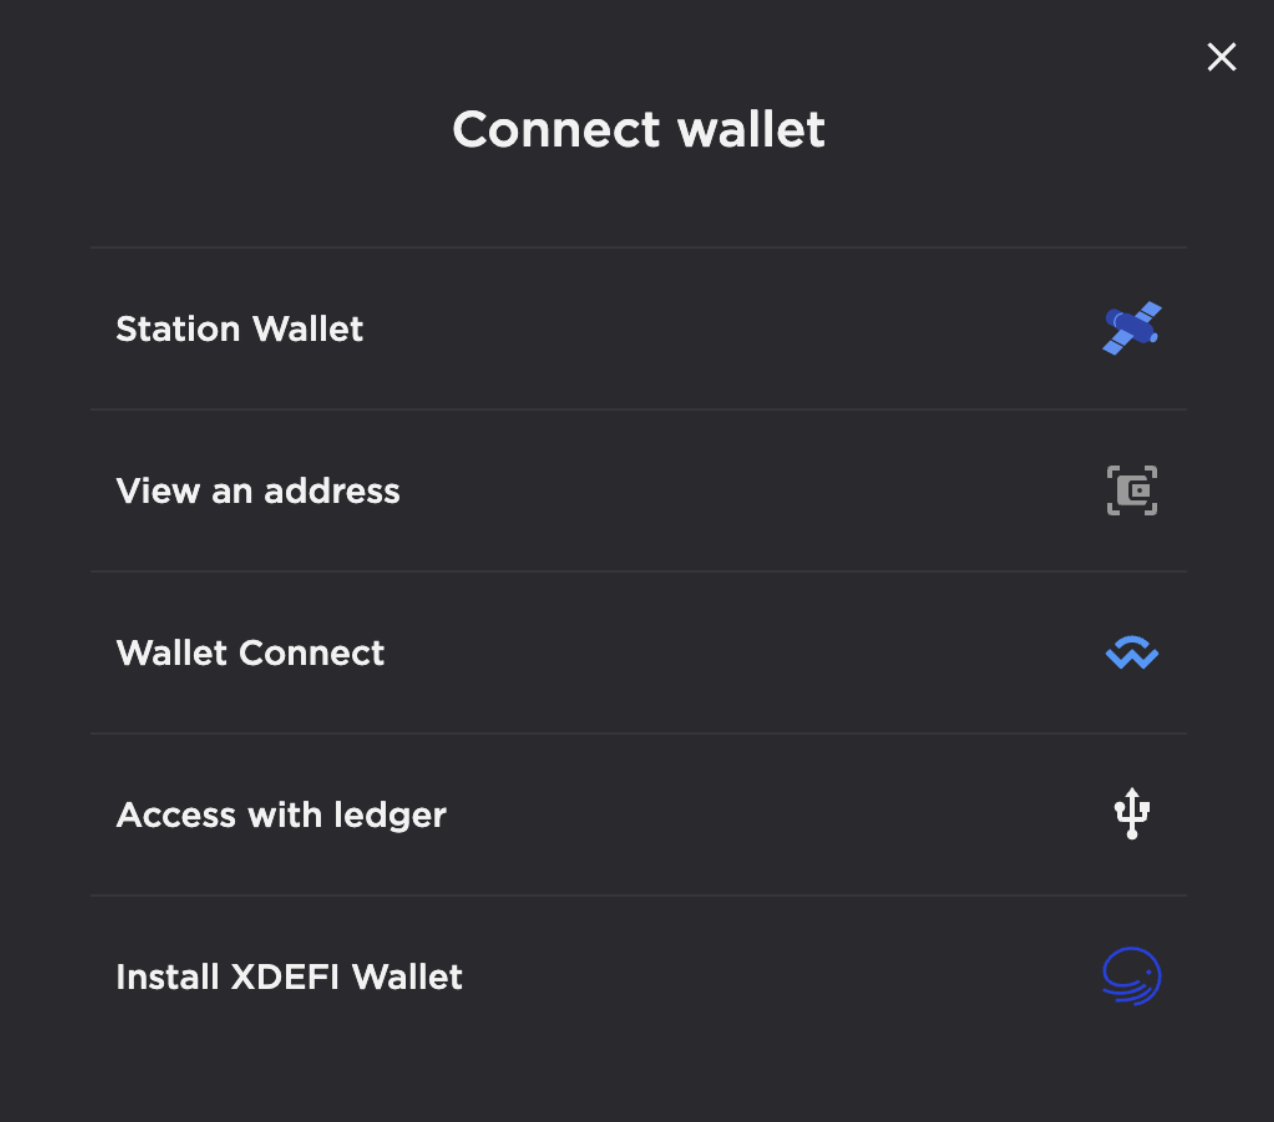 Connect wallet
Station Wallet
View an address
Wallet Connect
Access with ledger
Install XDEFI Wallet